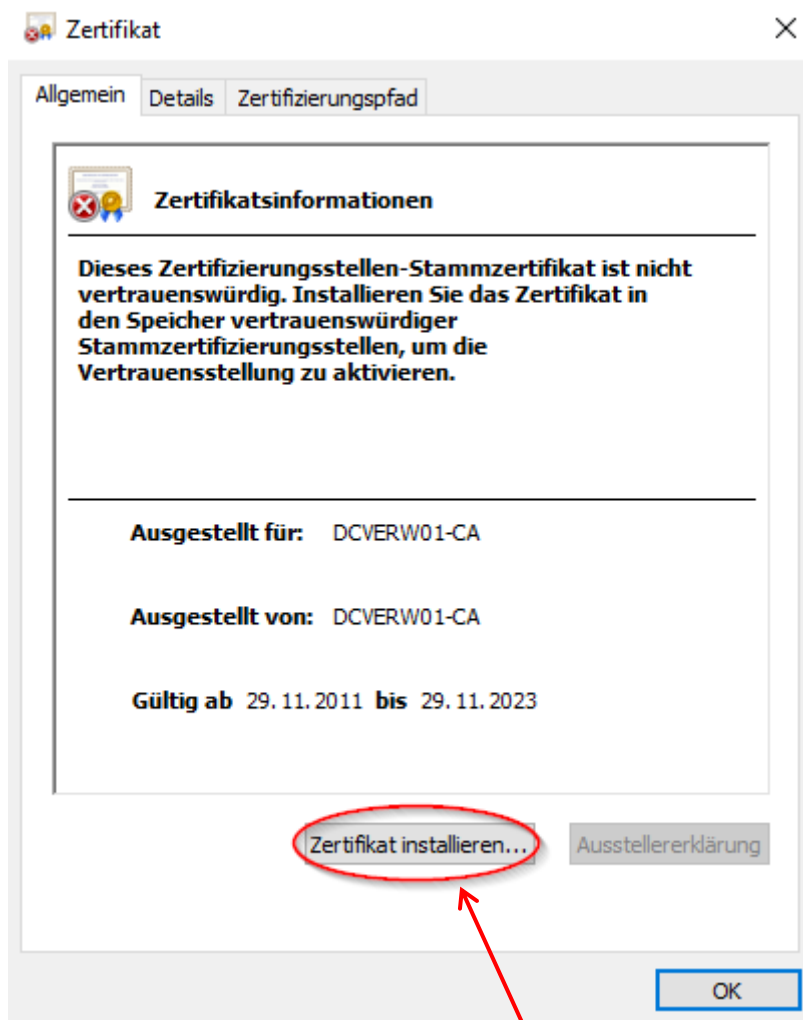 Zertifikat
Allgemein Details Zertifizierungspfad
Zertifikatsinformationen
Dieses Zertifizierungsstellen-Stammzertifikat ist nicht
vertrauenswürdig. Installieren Sie das Zertifikat in
den Speicher vertrauenswürdiger
Stammzertifizierungsstellen, um die
Vertrauensstellung zu aktivieren.
Ausgestellt für: DCVERW01-CA
Ausgestellt von: DCVERW01-CA
Gültig ab 29.11.2011 bis 29.11.2023
Zertifikat installieren... Ausstellererklärung
OK